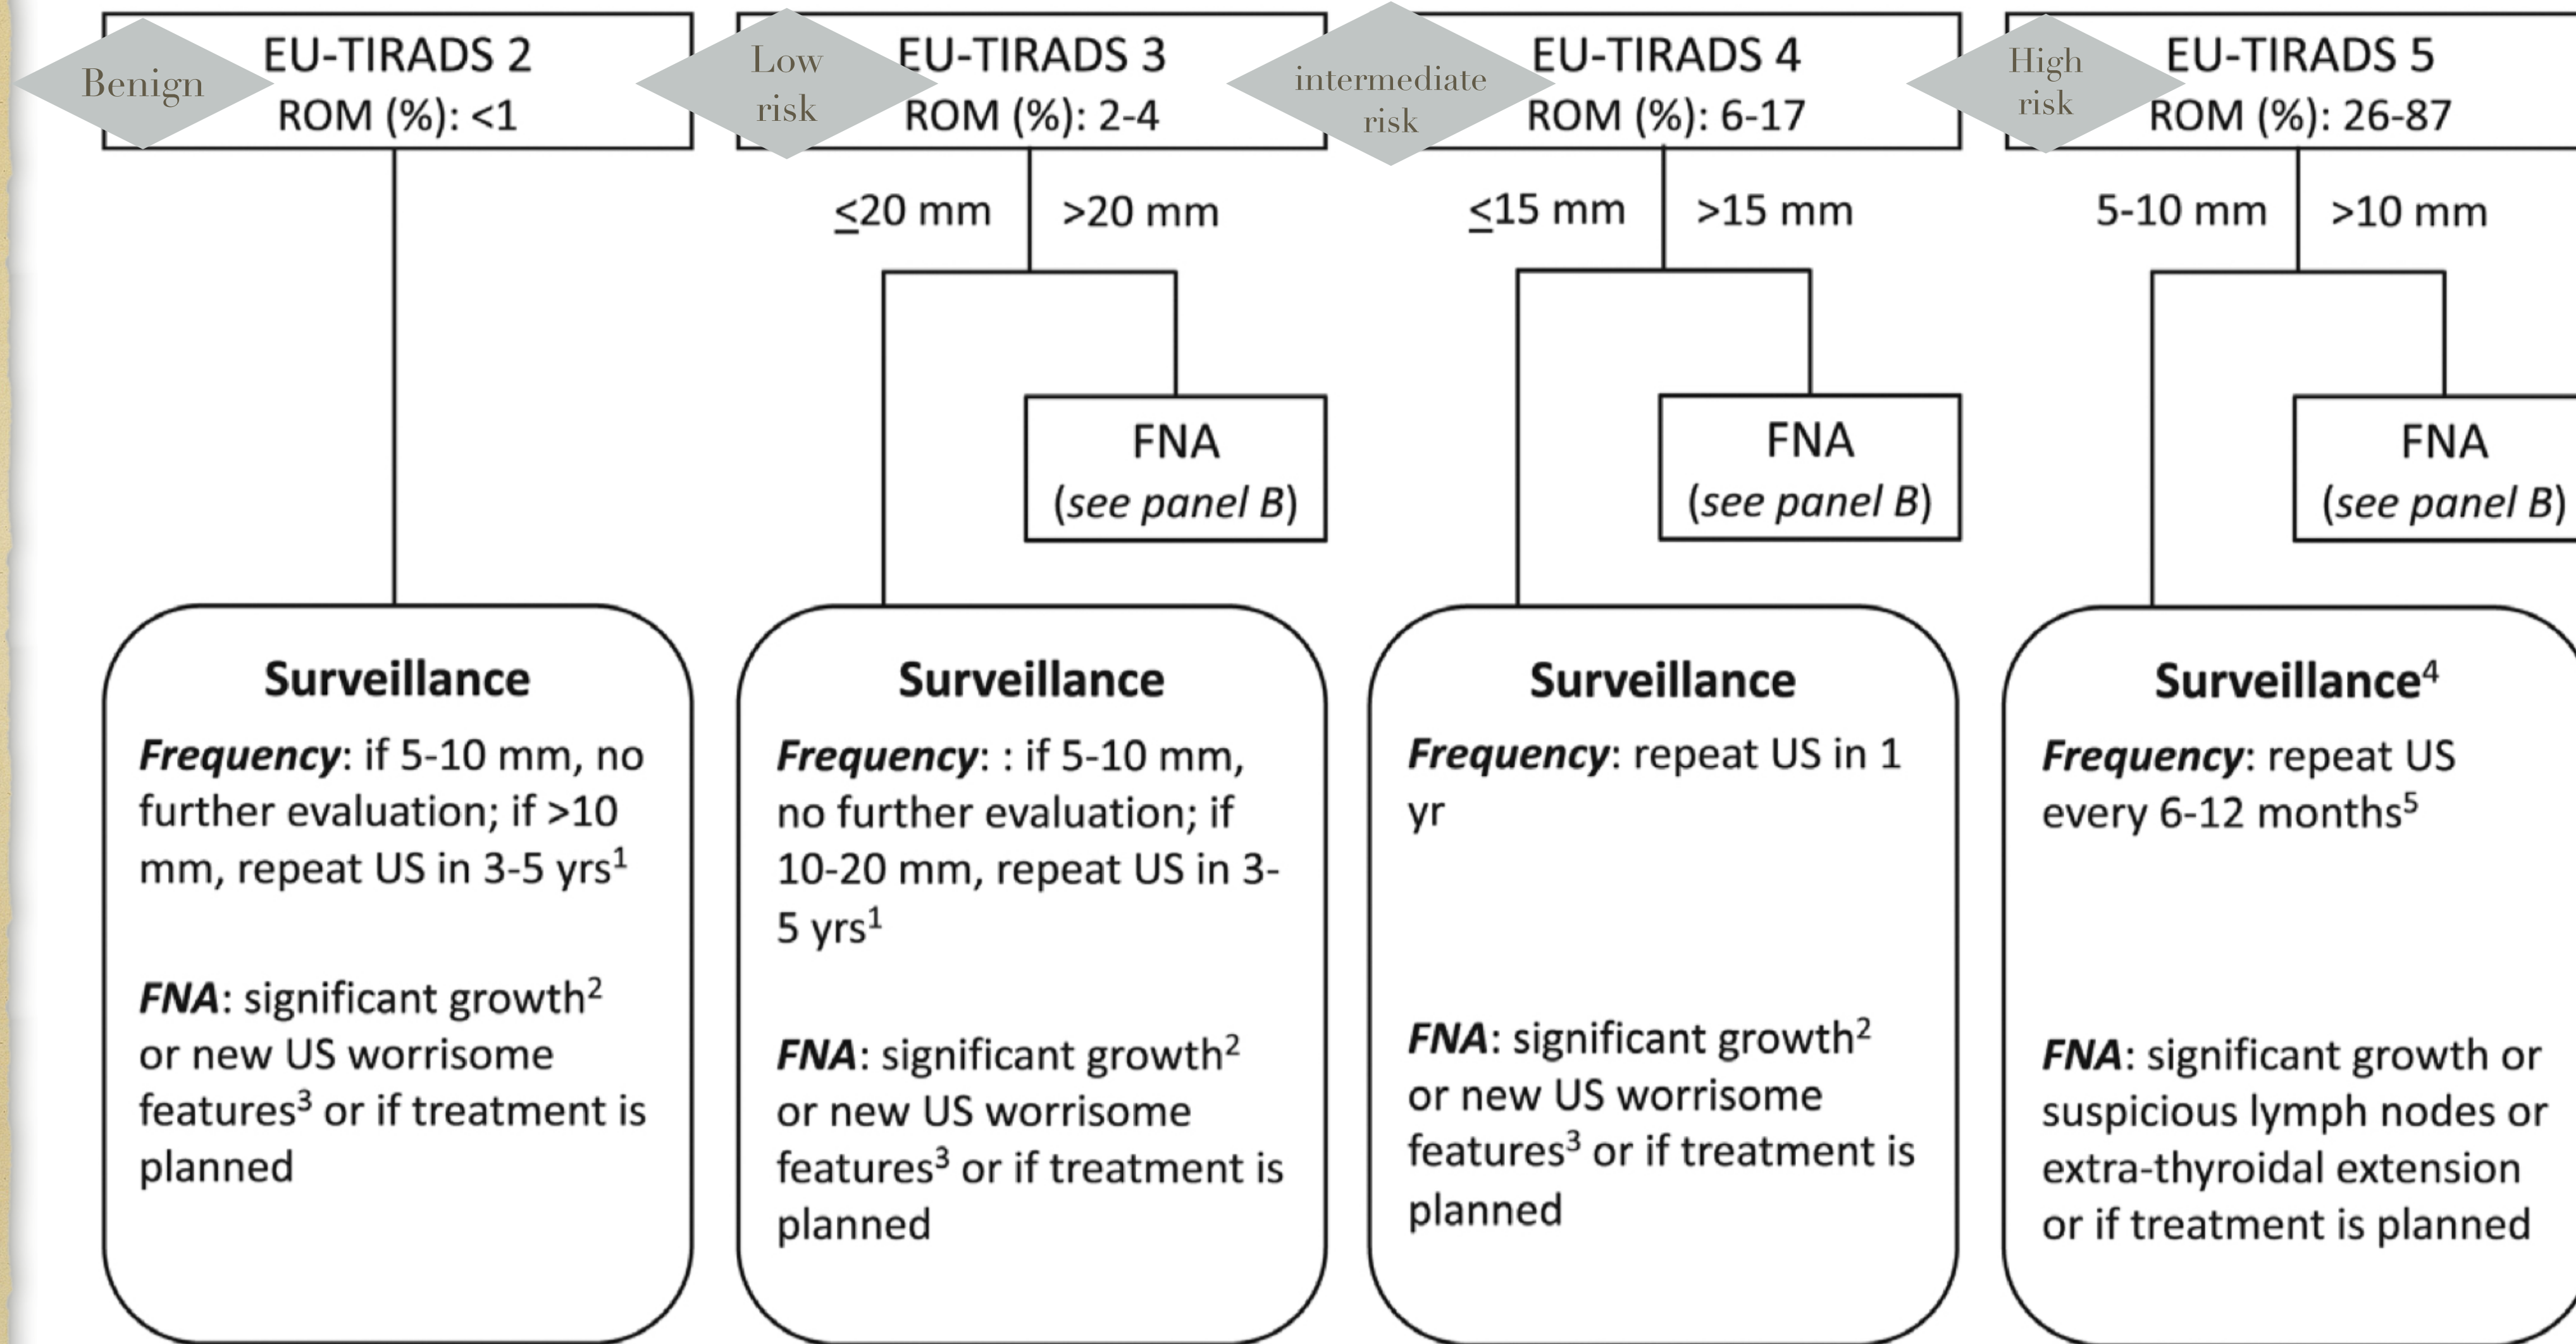 Benign
EU-TIRADS 2
ROM (%): <1
Low
risk
EU-TIRADS 3
ROM (%): 2-4
intermediate
risk
EU-TIRADS 4
ROM (%): 6-17
High
risk
EU-TIRADS 5
ROM (%): 26-87
≤20 mm
>20 mm
≤15 mm
>15 mm
5-10 mm
>10 mm
FNA
(see panel B)
FNA
(see panel B)
FNA
(see panel B)
Surveillance
Frequency: if 5-10 mm, no
further evaluation; if >10
mm, repeat US in 3-5 yrs¹
FNA: significant growth²
or new US worrisome
features³ or if treatment is
planned
Surveillance
Frequency: : if 5-10 mm,
no further evaluation; if
10-20 mm, repeat US in 3-
5 yrs¹
FNA: significant growth²
or new US worrisome
features³ or if treatment is
planned
Surveillance
Frequency: repeat US in 1
yr
FNA: significant growth²
or new US worrisome
features³ or if treatment is
planned
Surveillance⁴
Frequency: repeat US
every 6-12 months⁵
FNA: significant growth or
suspicious lymph nodes or
extra-thyroidal extension
or if treatment is planned